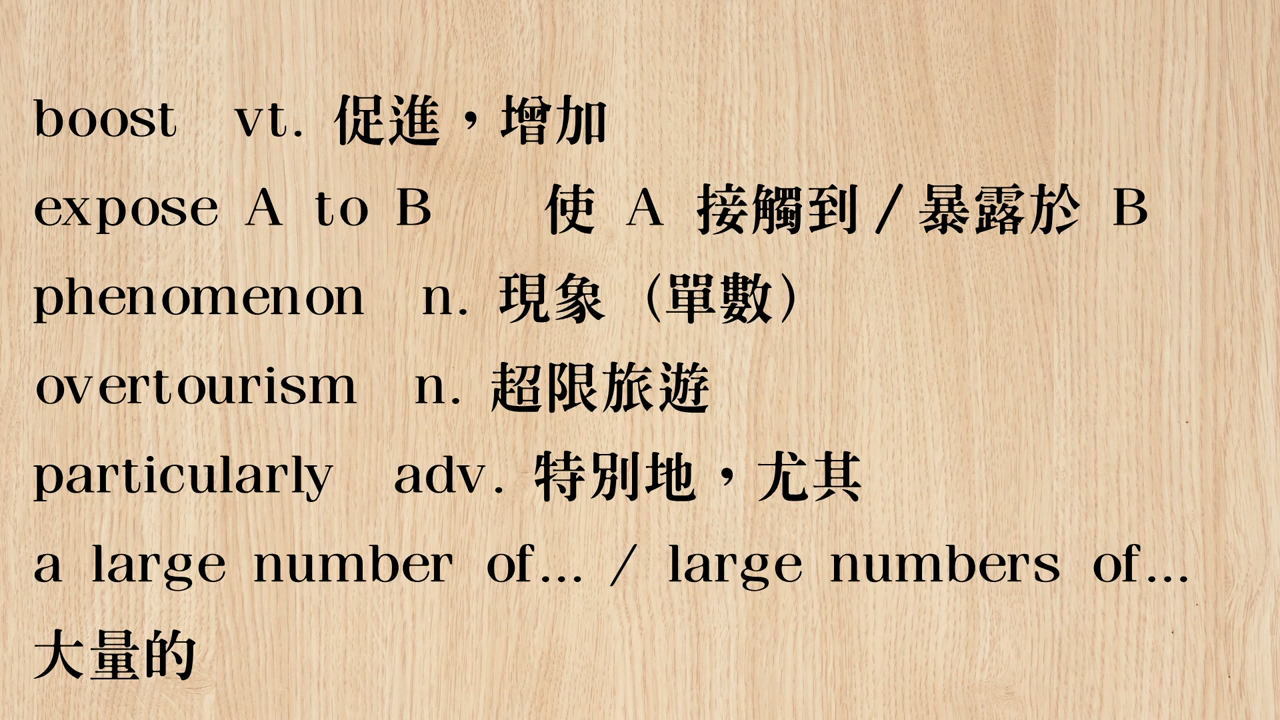 boost vt. 促進，增加
expose A to B 使 A 接觸到／暴露於 B
phenomenon n. 現象（單數）
overtourism n. 超限旅遊
particularly adv. 特別地，尤其
a large number of... / large numbers of...
大量的